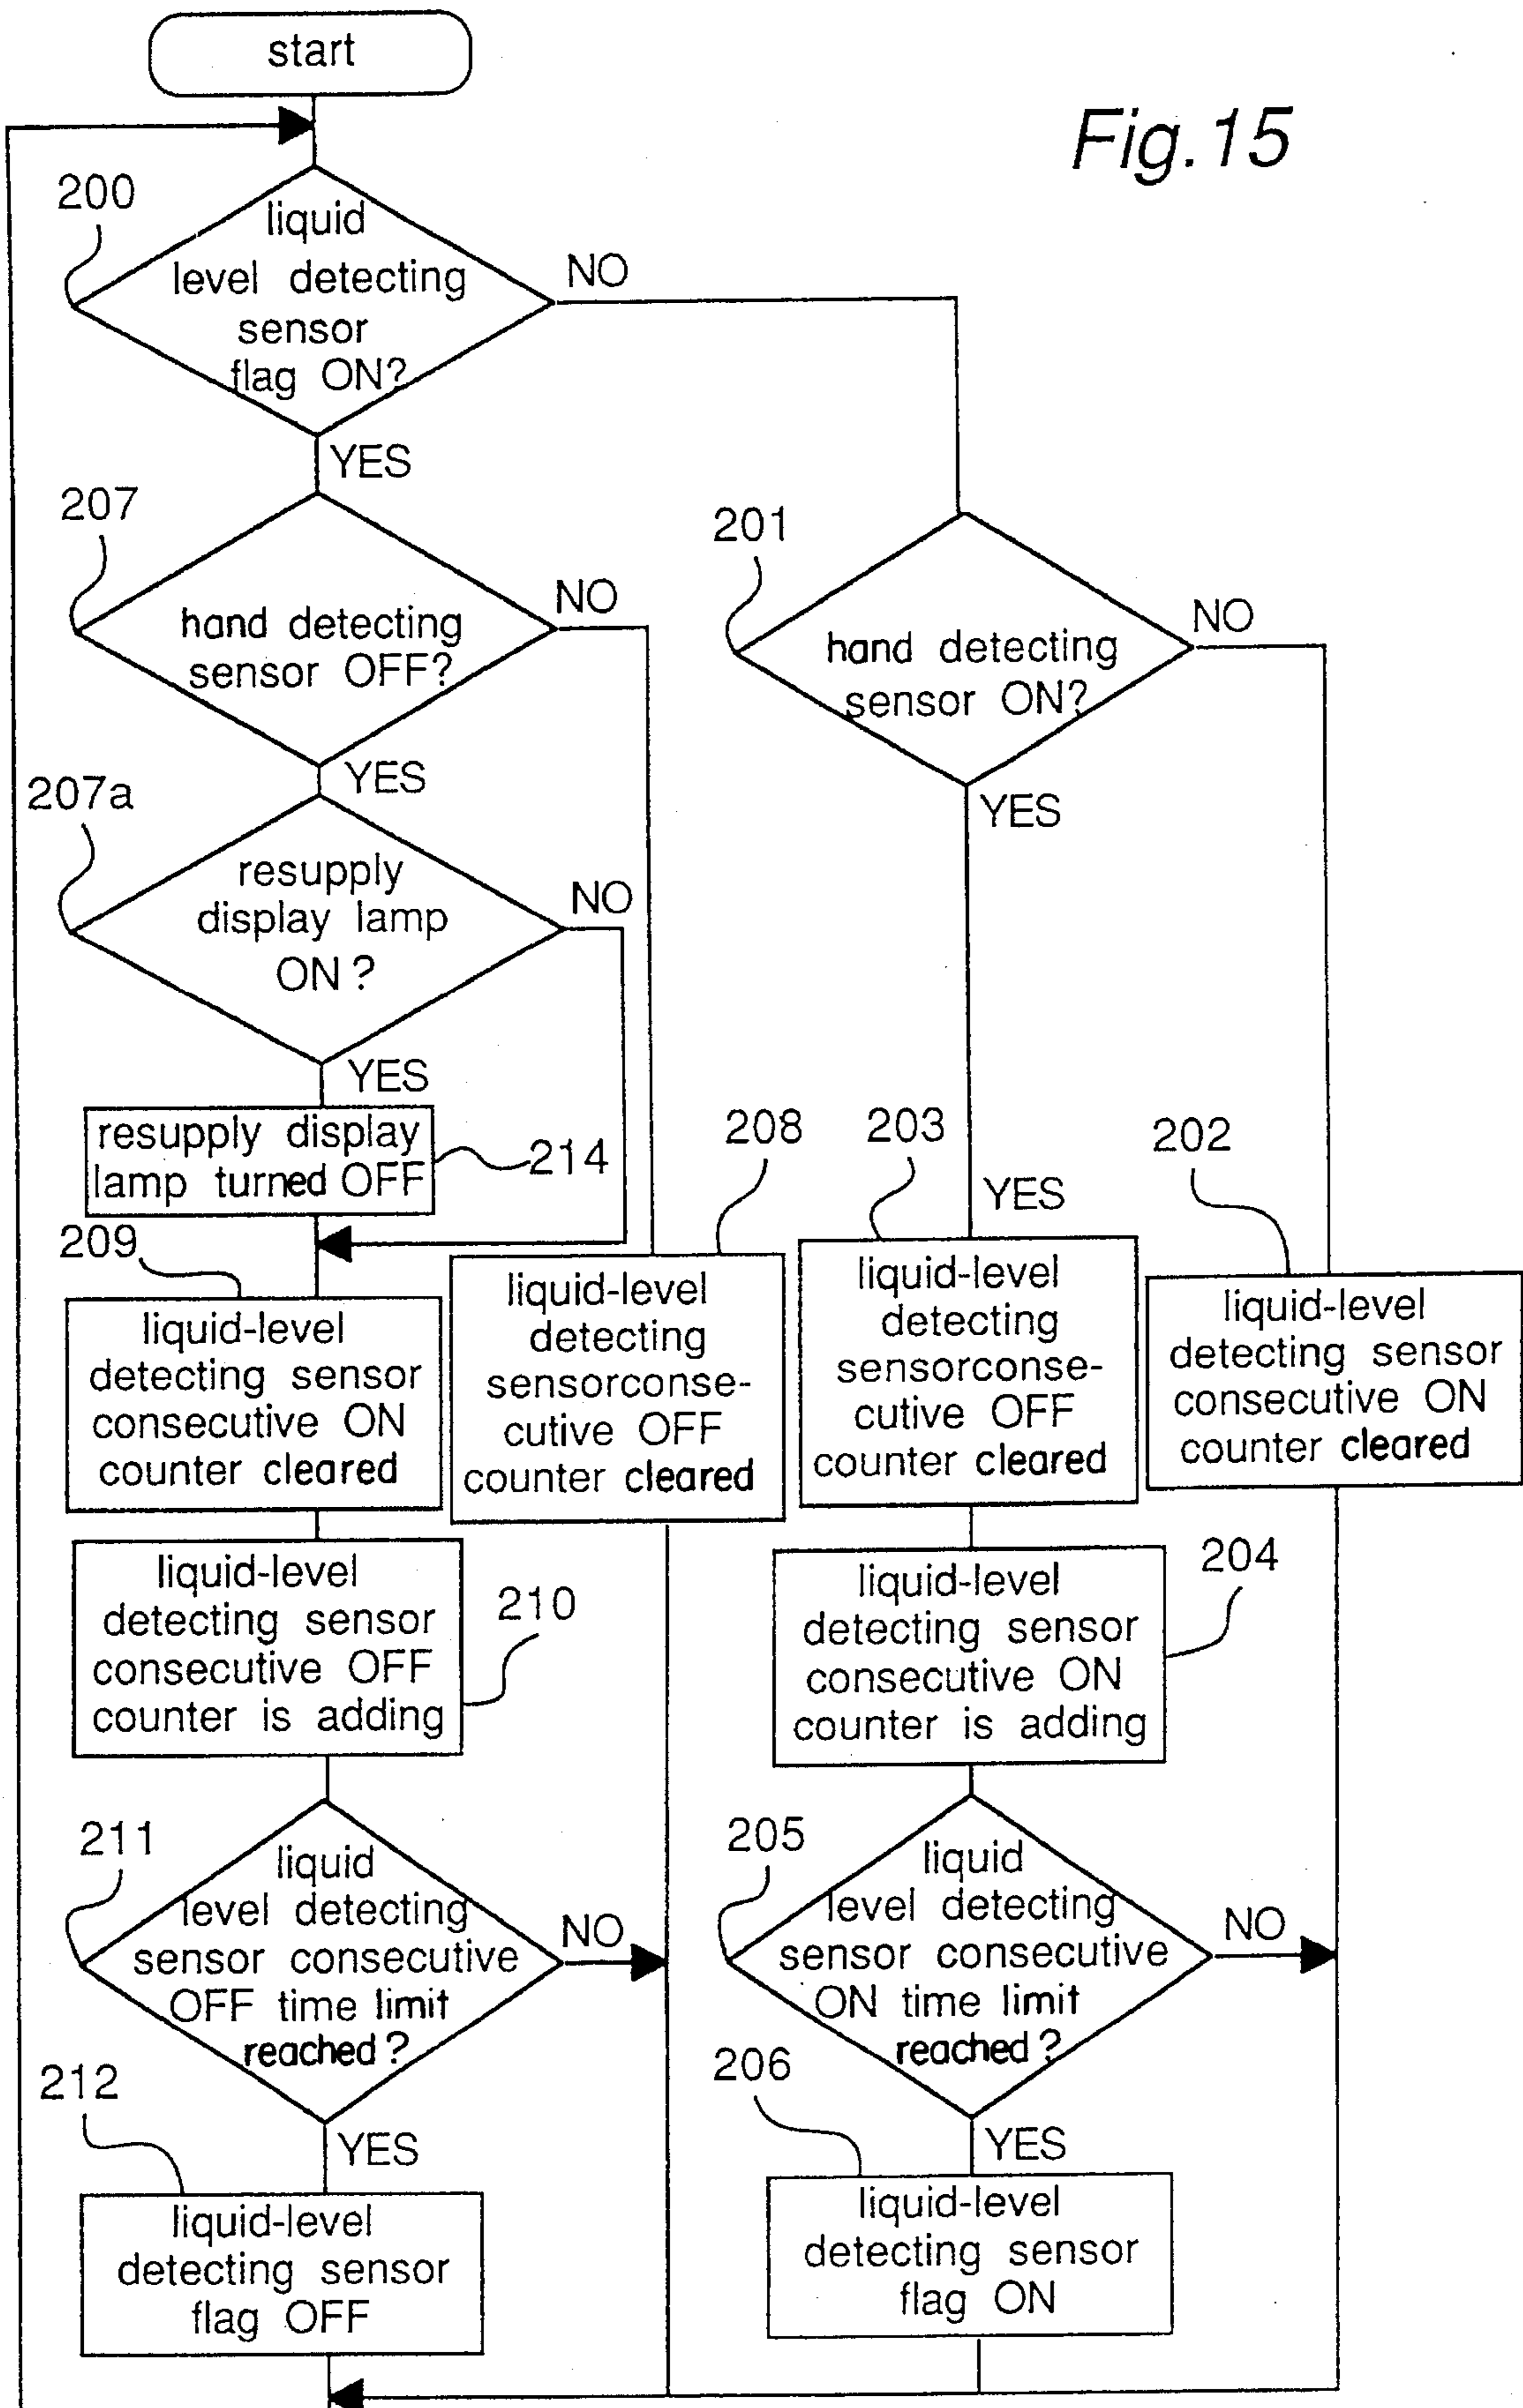 start
Fig.15
200
liquid
level detecting
sensor
flag ON?
NO
YES
207
hand detecting
sensor OFF?
NO
YES
201
hand detecting
sensor ON?
NO
YES
207a
resupply
display lamp
ON?
NO
YES
resupply display
lamp turned OFF
214
208
203
YES
202
209
liquid-level
detecting sensor
consecutive ON
counter cleared
liquid-level
detecting
sensorconse-
cutive OFF
counter cleared
liquid-level
detecting
sensorconse-
cutive OFF
counter cleared
liquid-level
detecting sensor
consecutive ON
counter cleared
liquid-level
detecting sensor
consecutive OFF
counter is adding
210
liquid-level
detecting sensor
consecutive ON
counter is adding
204
211
liquid
level detecting
sensor consecutive
OFF time limit
reached?
NO
YES
205
liquid
level detecting
sensor consecutive
ON time limit
reached?
NO
YES
212
liquid-level
detecting sensor
flag OFF
206
liquid-level
detecting sensor
flag ON